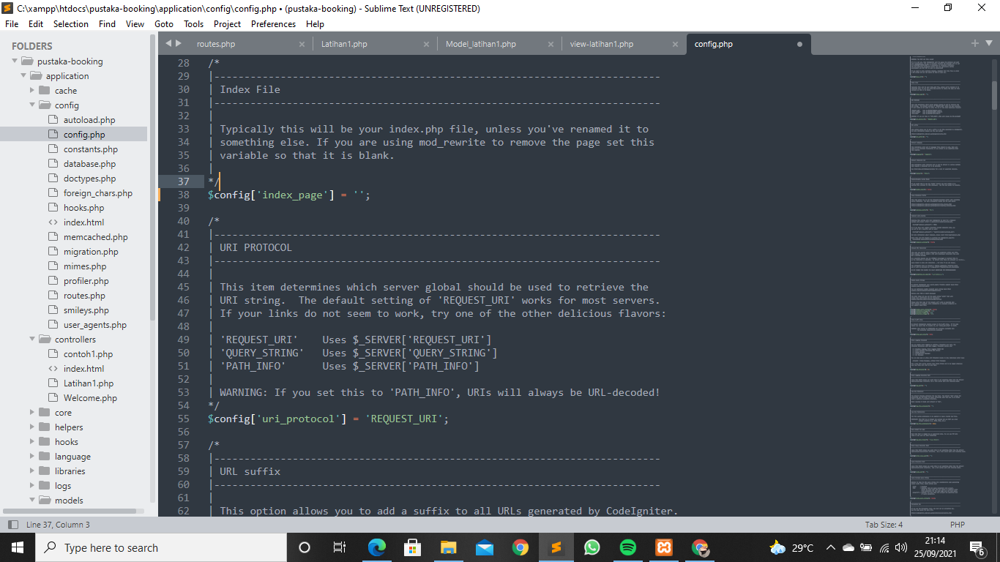 C:\xampp\htdocs\pustaka-booking\application\config\config.php • (pustaka-booking) - Sublime Text (UNREGISTERED)
File Edit Selection Find View Goto Tools Project Preferences Help
FOLDERS
pustaka-booking
application
cache
config
autoload.php
config.php
constants.php
database.php
doctypes.php
foreign_chars.php
hooks.php
index.html
memcached.php
migration.php
mimes.php
profiler.php
routes.php
smileys.php
user_agents.php
controllers
contoh1.php
index.html
Latihan1.php
Welcome.php
core
helpers
hooks
language
libraries
logs
models
routes.php Latihan1.php Model_latihan1.php view-latihan1.php config.php
28 /*
29 |--------------------------------------------------------------------------
30 | Index File
31 |--------------------------------------------------------------------------
32 |
33 | Typically this will be your index.php file, unless you've renamed it to
34 | something else. If you are using mod_rewrite to remove the page set this
35 | variable so that it is blank.
36 |
37 */
38 $config['index_page'] = '';
39
40 /*
41 |--------------------------------------------------------------------------
42 | URI PROTOCOL
43 |--------------------------------------------------------------------------
44 |
45 | This item determines which server global should be used to retrieve the
46 | URI string.  The default setting of 'REQUEST_URI' works for most servers.
47 | If your links do not seem to work, try one of the other delicious flavors:
48 |
49 | 'REQUEST_URI'    Uses $_SERVER['REQUEST_URI']
50 | 'QUERY_STRING'   Uses $_SERVER['QUERY_STRING']
51 | 'PATH_INFO'      Uses $_SERVER['PATH_INFO']
52 |
53 | WARNING: If you set this to 'PATH_INFO', URIs will always be URL-decoded!
54 */
55 $config['uri_protocol'] = 'REQUEST_URI';
56
57 /*
58 |--------------------------------------------------------------------------
59 | URL suffix
60 |--------------------------------------------------------------------------
61 |
62 | This option allows you to add a suffix to all URLs generated by CodeIgniter.
Line 37, Column 3 Tab Size: 4 PHP
Type here to search 29°C 21:14
25/09/2021 6